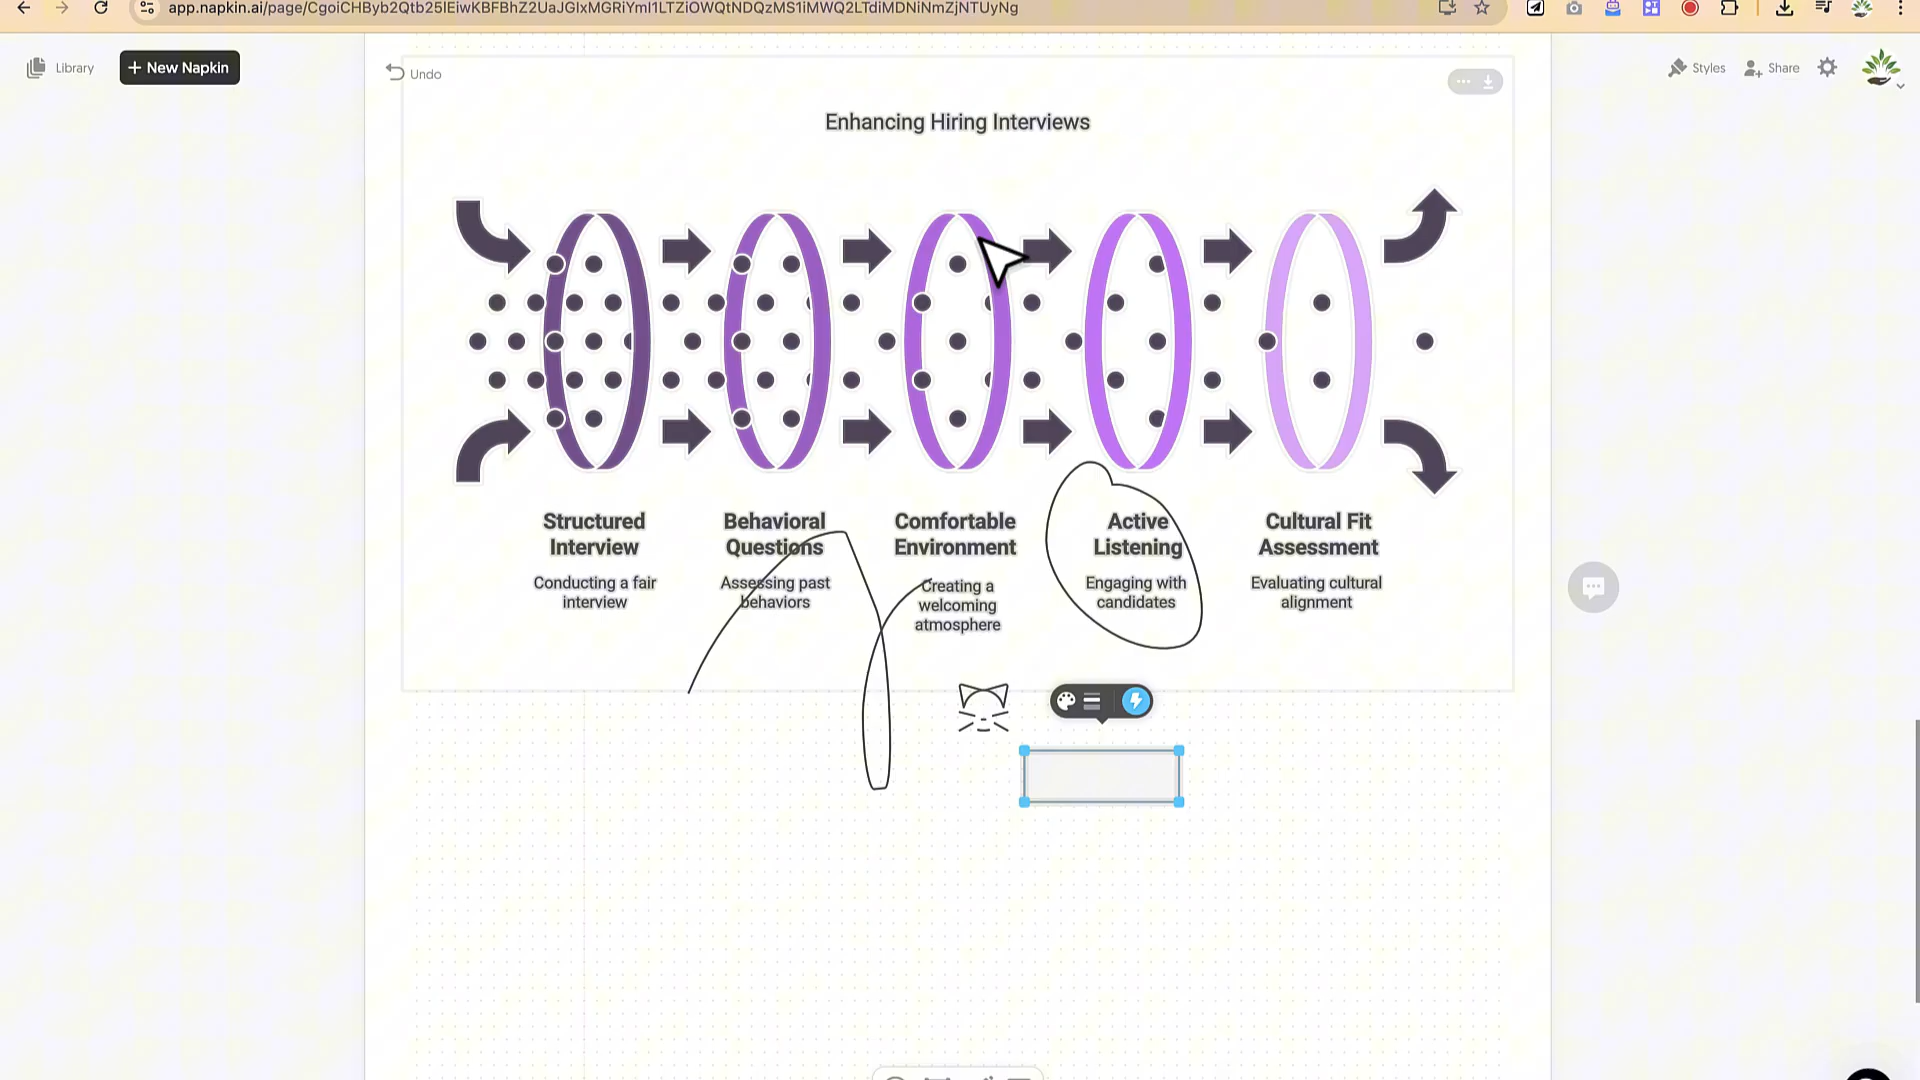 app.napkin.ai/page/CgoiCHByb2Qtb25lEiwKBFBhZ2UaJGIxMGRiYmI1LTZiOWQtNDQzMS1iMWQ2LTdiMDNiNmZjNTUyNg
Library
+ New Napkin
Undo
Styles
Share
Enhancing Hiring Interviews
Structured
Interview
Conducting a fair
interview
Behavioral
Questions
Assessing past
behaviors
Comfortable
Environment
Creating a
welcoming
atmosphere
Active
Listening
Engaging with
candidates
Cultural Fit
Assessment
Evaluating cultural
alignment